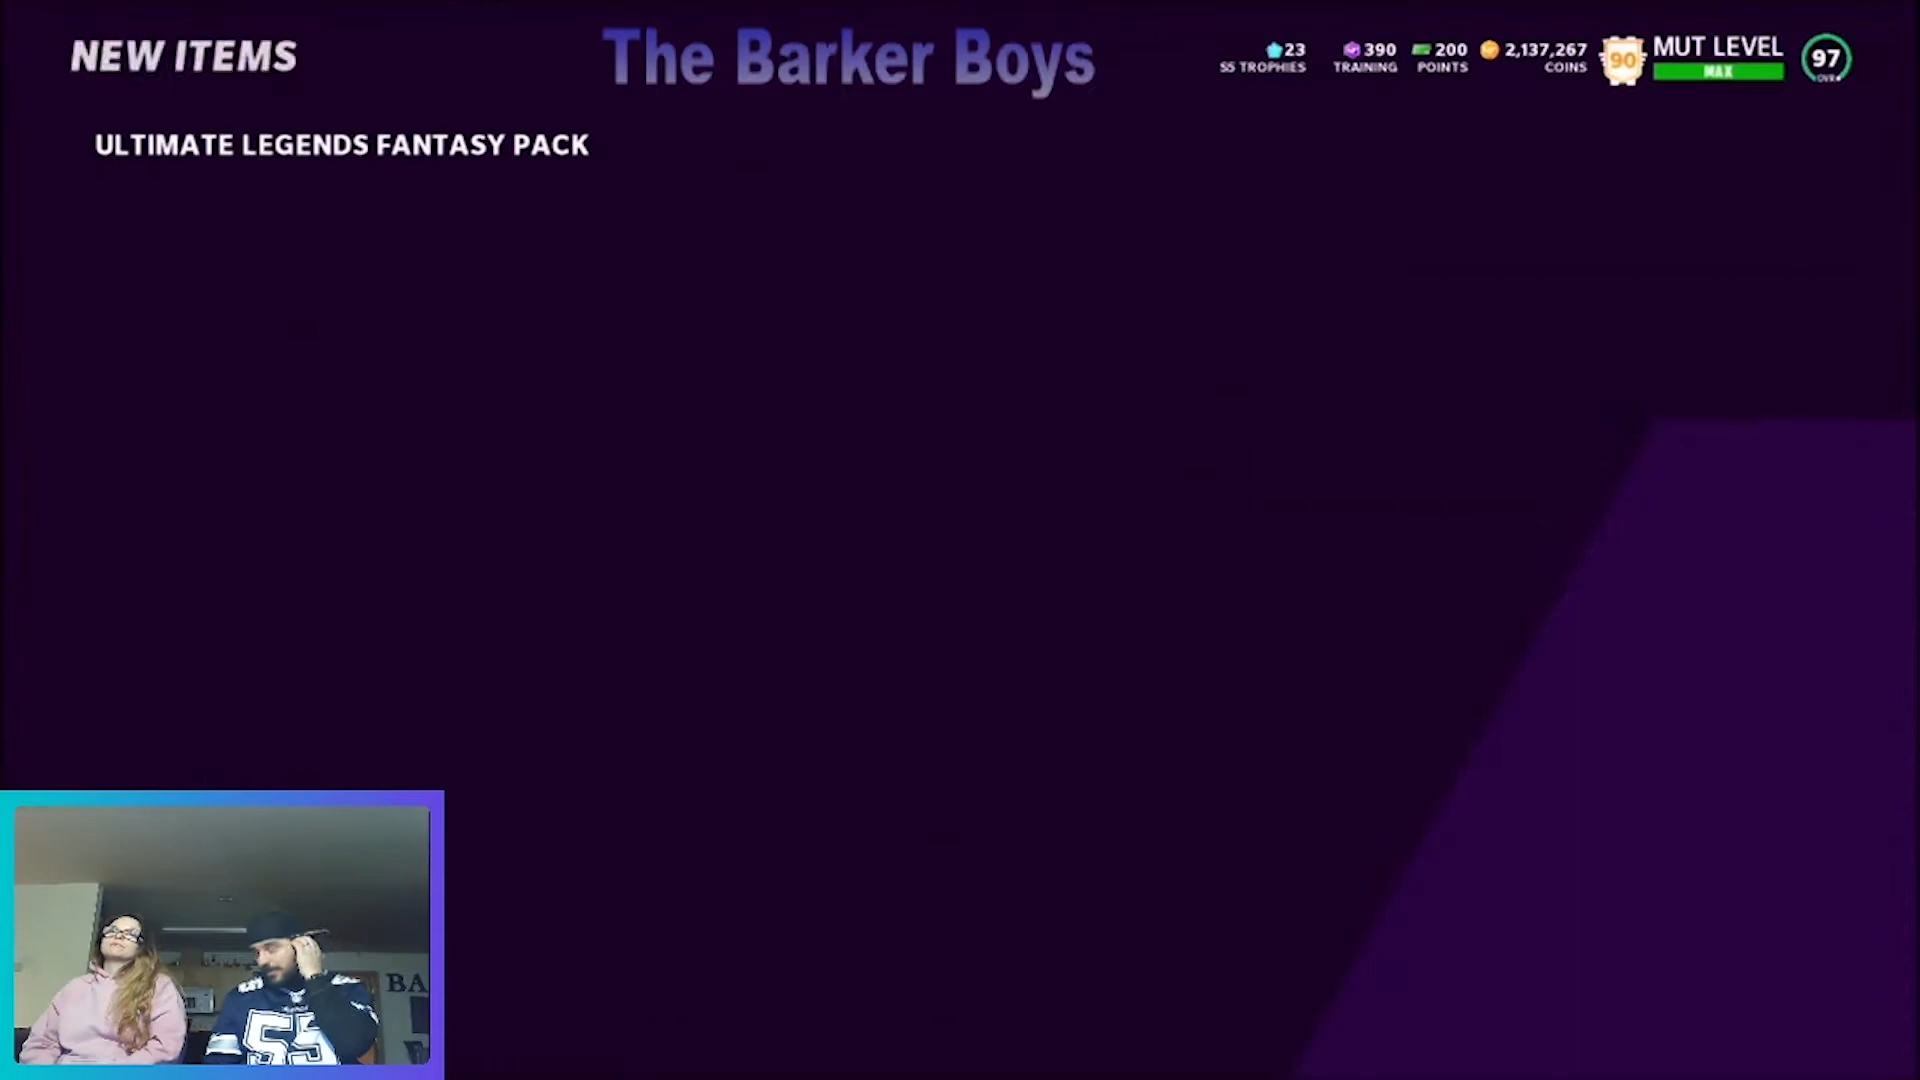 NEW ITEMS
The Barker Boys
23
S5 TROPHIES
390
TRAINING
200
POINTS
2,137,267
COINS
90
MUT LEVEL
MAX
97
OVR
ULTIMATE LEGENDS FANTASY PACK
BA
55